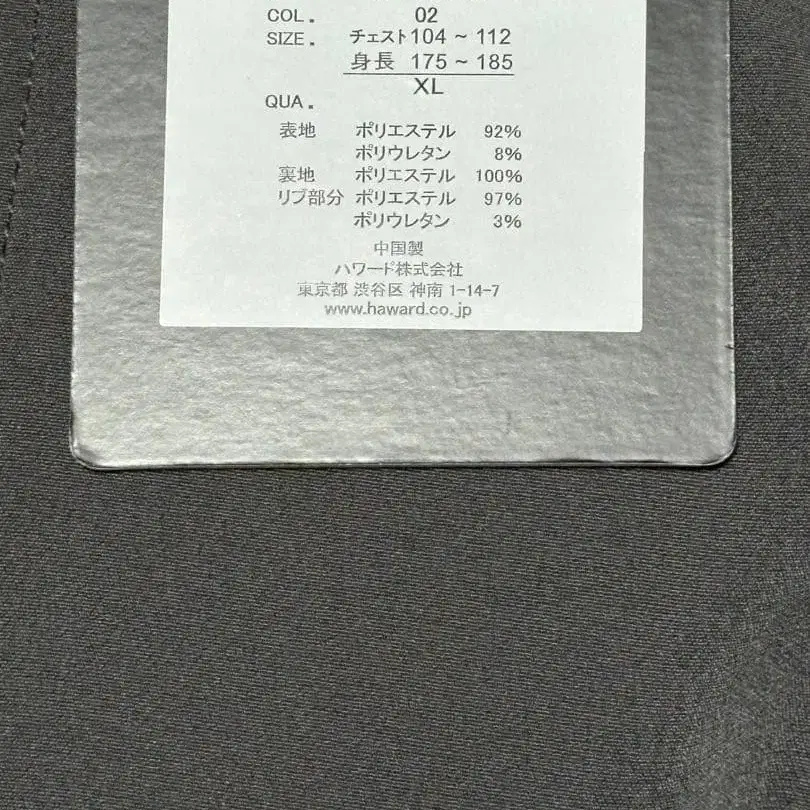 COL. 02
SIZE. チェスト104 ~ 112
身長 175 ~ 185
XL
QUA.
表地 ポリエステル 92%
ポリウレタン 8%
裏地 ポリエステル 100%
リブ部分 ポリエステル 97%
ポリウレタン 3%
中国製
ハワード株式会社
東京都 渋谷区 神南 1-14-7
www.haward.co.jp